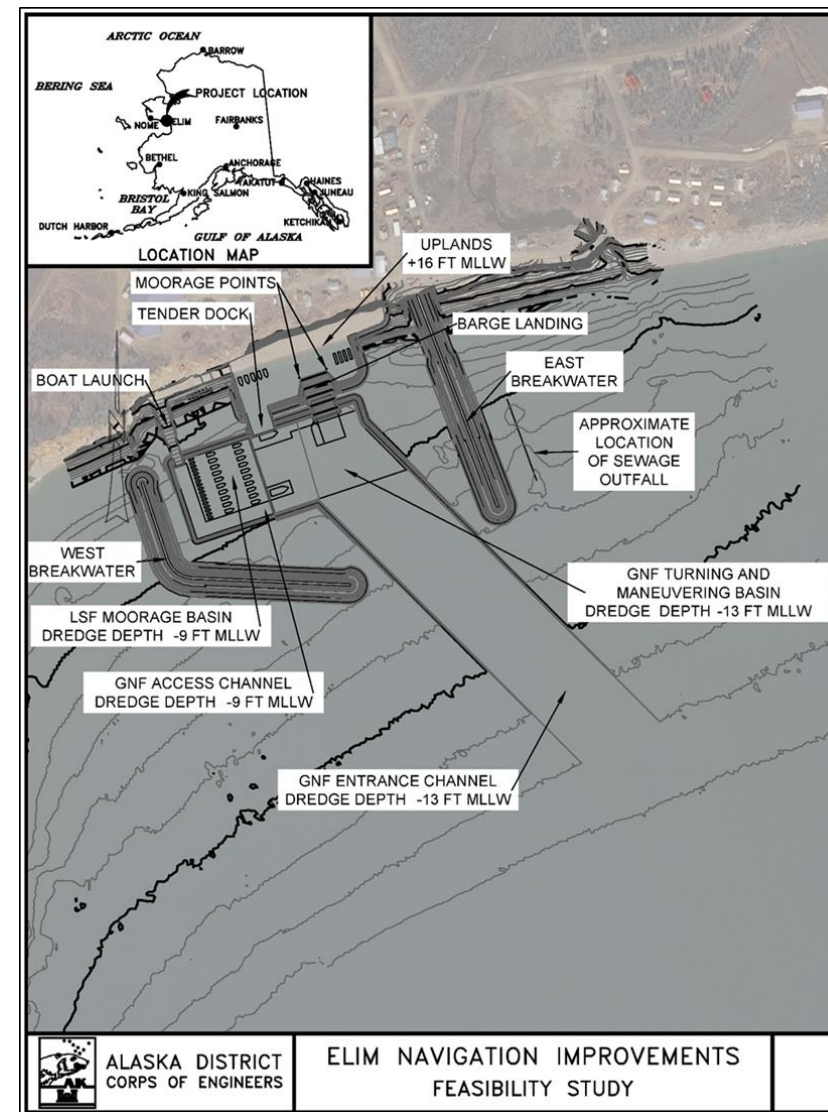 ARCTIC OCEAN
BARROW
BERING SEA
PROJECT LOCATION
NOME
ELIM
FAIRBANKS
BETHEL
ANCHORAGE
YAKATUT
HAINES
JUNEAU
BRISTOL
BAY
KING SALMON
DUTCH HARBOR
GULF OF ALASKA
KETCHIKAN
LOCATION MAP
UPLANDS
+16 FT MLLW
MOORAGE POINTS
TENDER DOCK
BARGE LANDING
BOAT LAUNCH
EAST
BREAKWATER
APPROXIMATE
LOCATION
OF SEWAGE
OUTFALL
WEST
BREAKWATER
LSF MOORAGE BASIN
DREDGE DEPTH -9 FT MLLW
GNF TURNING AND
MANEUVERING BASIN
DREDGE DEPTH -13 FT MLLW
GNF ACCESS CHANNEL
DREDGE DEPTH -9 FT MLLW
GNF ENTRANCE CHANNEL
DREDGE DEPTH -13 FT MLLW
AK
ALASKA DISTRICT
CORPS OF ENGINEERS
ELIM NAVIGATION IMPROVEMENTS
FEASIBILITY STUDY